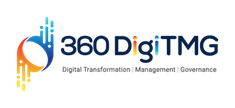 360 DigiTMG
Digital Transformation | Management | Governance